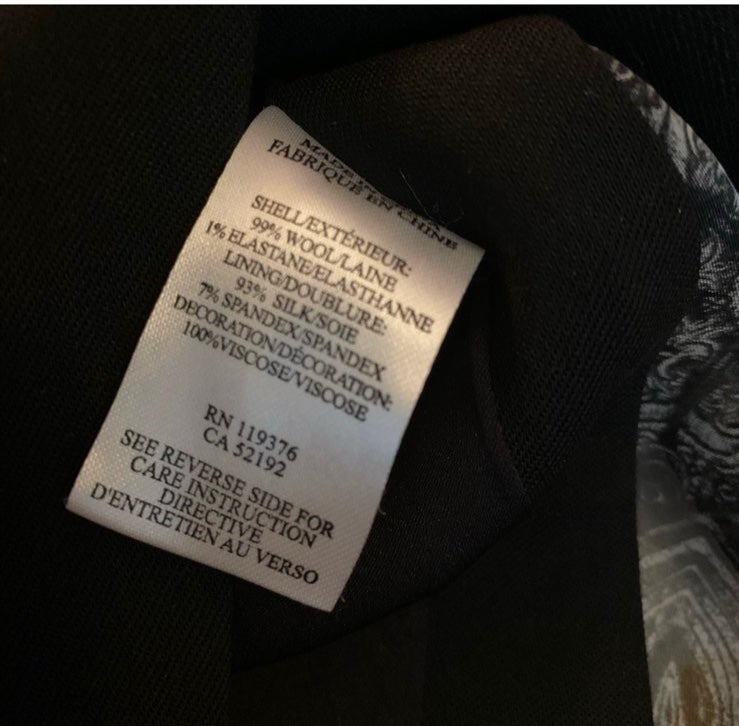 MADE IN
FABRIQUÉ EN CHINE
SHELL/EXTÉRIEUR:
99% WOOL/LAINE
1% ELASTANE/ELASTHANNE
LINING/DOUBLURE:
93% SILK/SOIE
7% SPANDEX/SPANDEX
DECORATION/DÉCORATION:
100%VISCOSE/VISCOSE
RN 119376
CA 52192
SEE REVERSE SIDE FOR
CARE INSTRUCTION
DIRECTIVE
D'ENTRETIEN AU VERSO